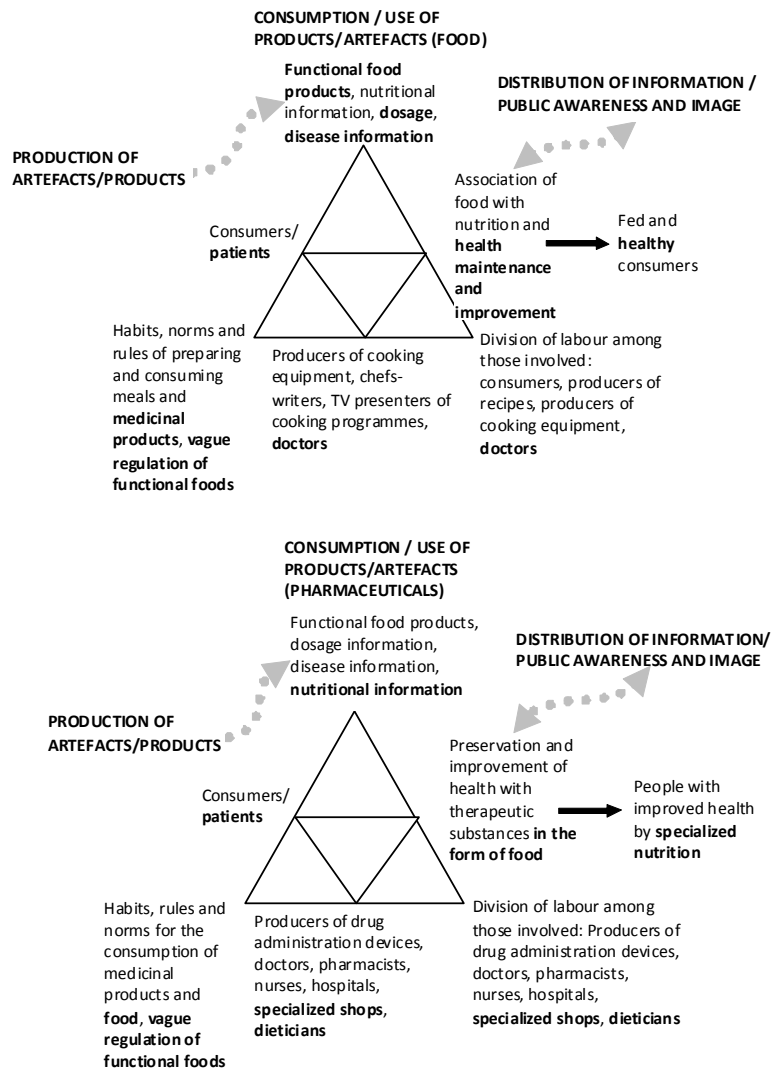 CONSUMPTION / USE OF
PRODUCTS/ARTEFACTS (FOOD)
Functional food
products, nutritional
information, dosage,
disease information
DISTRIBUTION OF INFORMATION /
PUBLIC AWARENESS AND IMAGE
PRODUCTION OF
ARTEFACTS/PRODUCTS
Consumers/
patients
Association of
food with
nutrition and
health
maintenance
and
improvement
Fed and
healthy
consumers
Habits, norms and
rules of preparing
and consuming
meals and
medicinal
products, vague
regulation of
functional foods
Producers of cooking
equipment, chefs-
writers, TV presenters of
cooking programmes,
doctors
Division of labour among
those involved:
consumers, producers of
recipes, producers of
cooking equipment,
doctors
CONSUMPTION / USE OF
PRODUCTS/ARTEFACTS
(PHARMACEUTICALS)
Functional food products,
dosage information,
disease information,
nutritional information
DISTRIBUTION OF INFORMATION/
PUBLIC AWARENESS AND IMAGE
PRODUCTION OF
ARTEFACTS/PRODUCTS
Consumers/
patients
Preservation and
improvement of
health with
therapeutic
substances in the
form of food
People with
improved health
by specialized
nutrition
Habits, rules and
norms for the
consumption of
medicinal
products and
food, vague
regulation of
functional foods
Producers of drug
administration devices,
doctors, pharmacists,
nurses, hospitals,
specialized shops,
dieticians
Division of labour among
those involved: Producers of
drug administration devices,
doctors, pharmacists,
nurses, hospitals,
specialized shops, dieticians